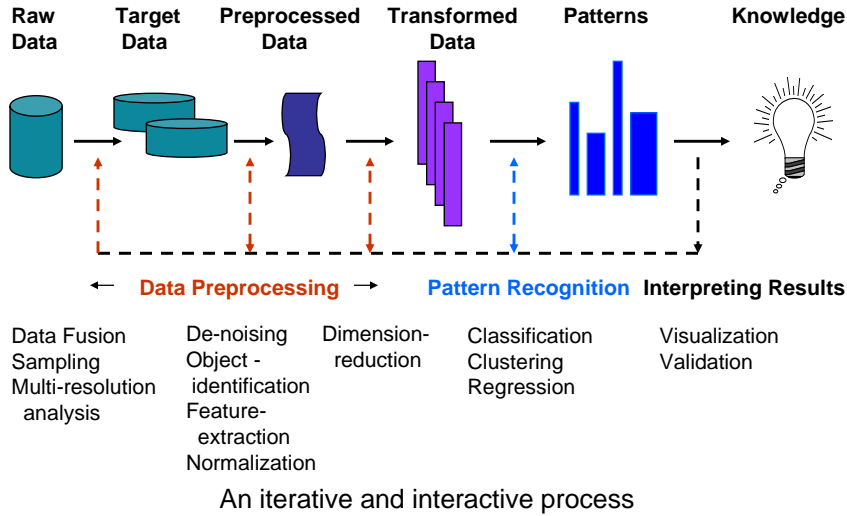 Raw Data
Target Data
Preprocessed Data
Transformed Data
Patterns
Knowledge
Data Preprocessing
Pattern Recognition
Interpreting Results
Data Fusion
Sampling
Multi-resolution
analysis
De-noising
Object -
identification
Feature-
extraction
Normalization
Dimension-
reduction
Classification
Clustering
Regression
Visualization
Validation
An iterative and interactive process